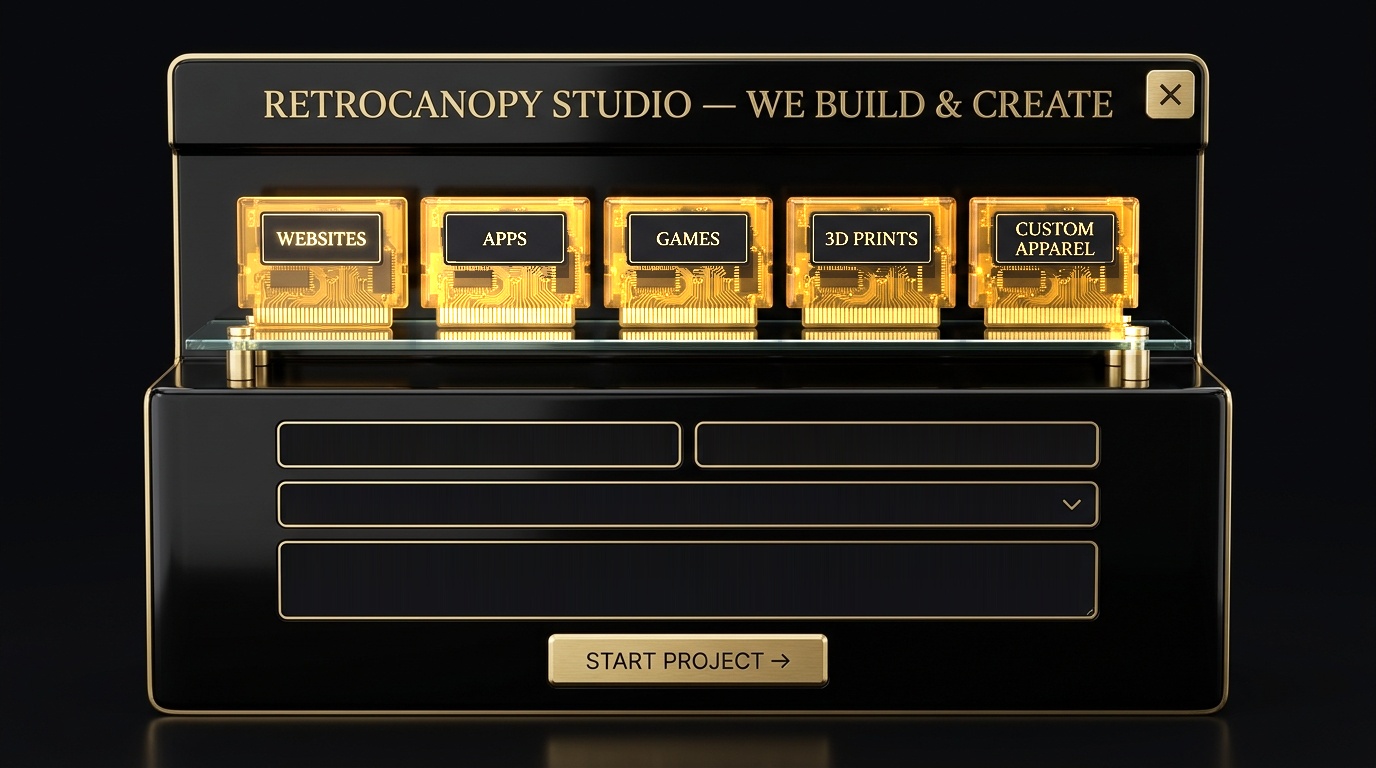 RETROCANOPY STUDIO — WE BUILD & CREATE
WEBSITES
APPS
GAMES
3D PRINTS
CUSTOM
APPAREL
START PROJECT →